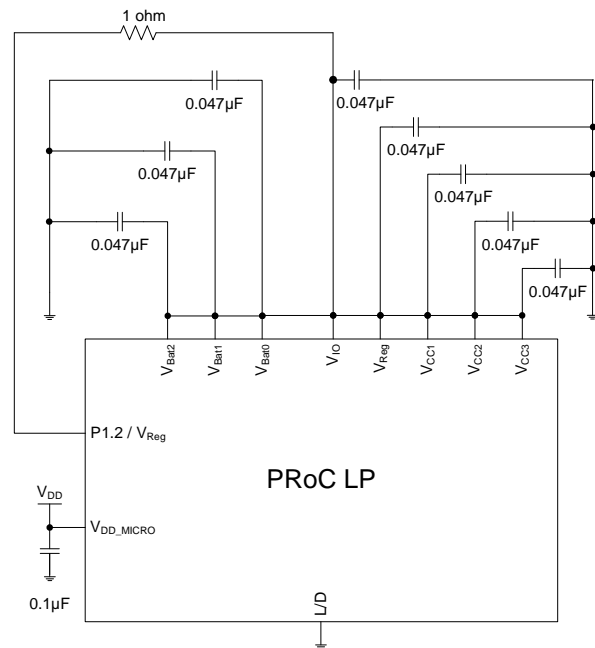 1 ohm
0.047µF
0.047µF
0.047µF
0.047µF
0.047µF
0.047µF
0.047µF
0.047µF
VBat2
VBat1
VBat0
VIO
VReg
VCC1
VCC2
VCC3
P1.2 / VReg
PRoC LP
VDD
VDD_MICRO
0.1µF
L/D